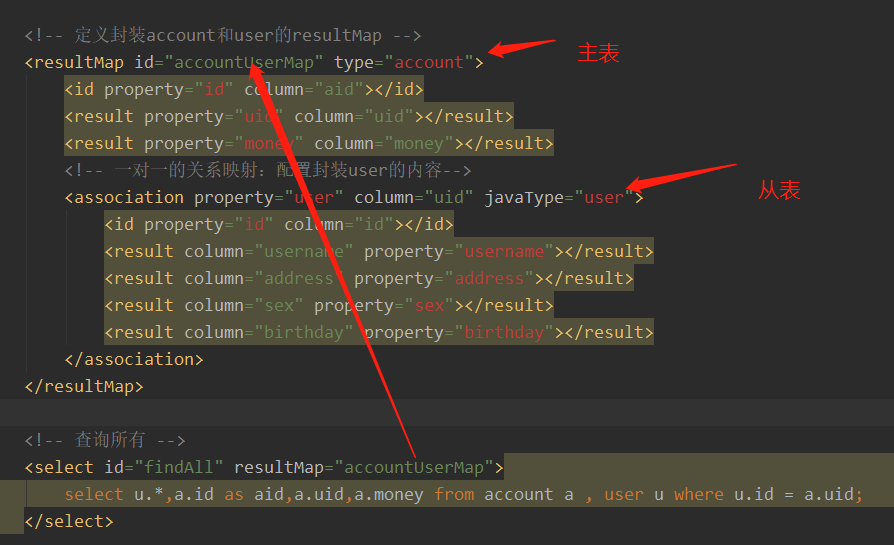 <!-- 定义封装account和user的resultMap -->
<resultMap id="accountUserMap" type="account">
主表
<id property="id" column="aid"></id>
<result property="uid" column="uid"></result>
<result property="money" column="money"></result>
<!-- 一对一的关系映射：配置封装user的内容-->
<association property="user" column="uid" javaType="user">
从表
<id property="id" column="id"></id>
<result column="username" property="username"></result>
<result column="address" property="address"></result>
<result column="sex" property="sex"></result>
<result column="birthday" property="birthday"></result>
</association>
</resultMap>
<!-- 查询所有 -->
<select id="findAll" resultMap="accountUserMap">
select u.*,a.id as aid,a.uid,a.money from account a , user u where u.id = a.uid;
</select>